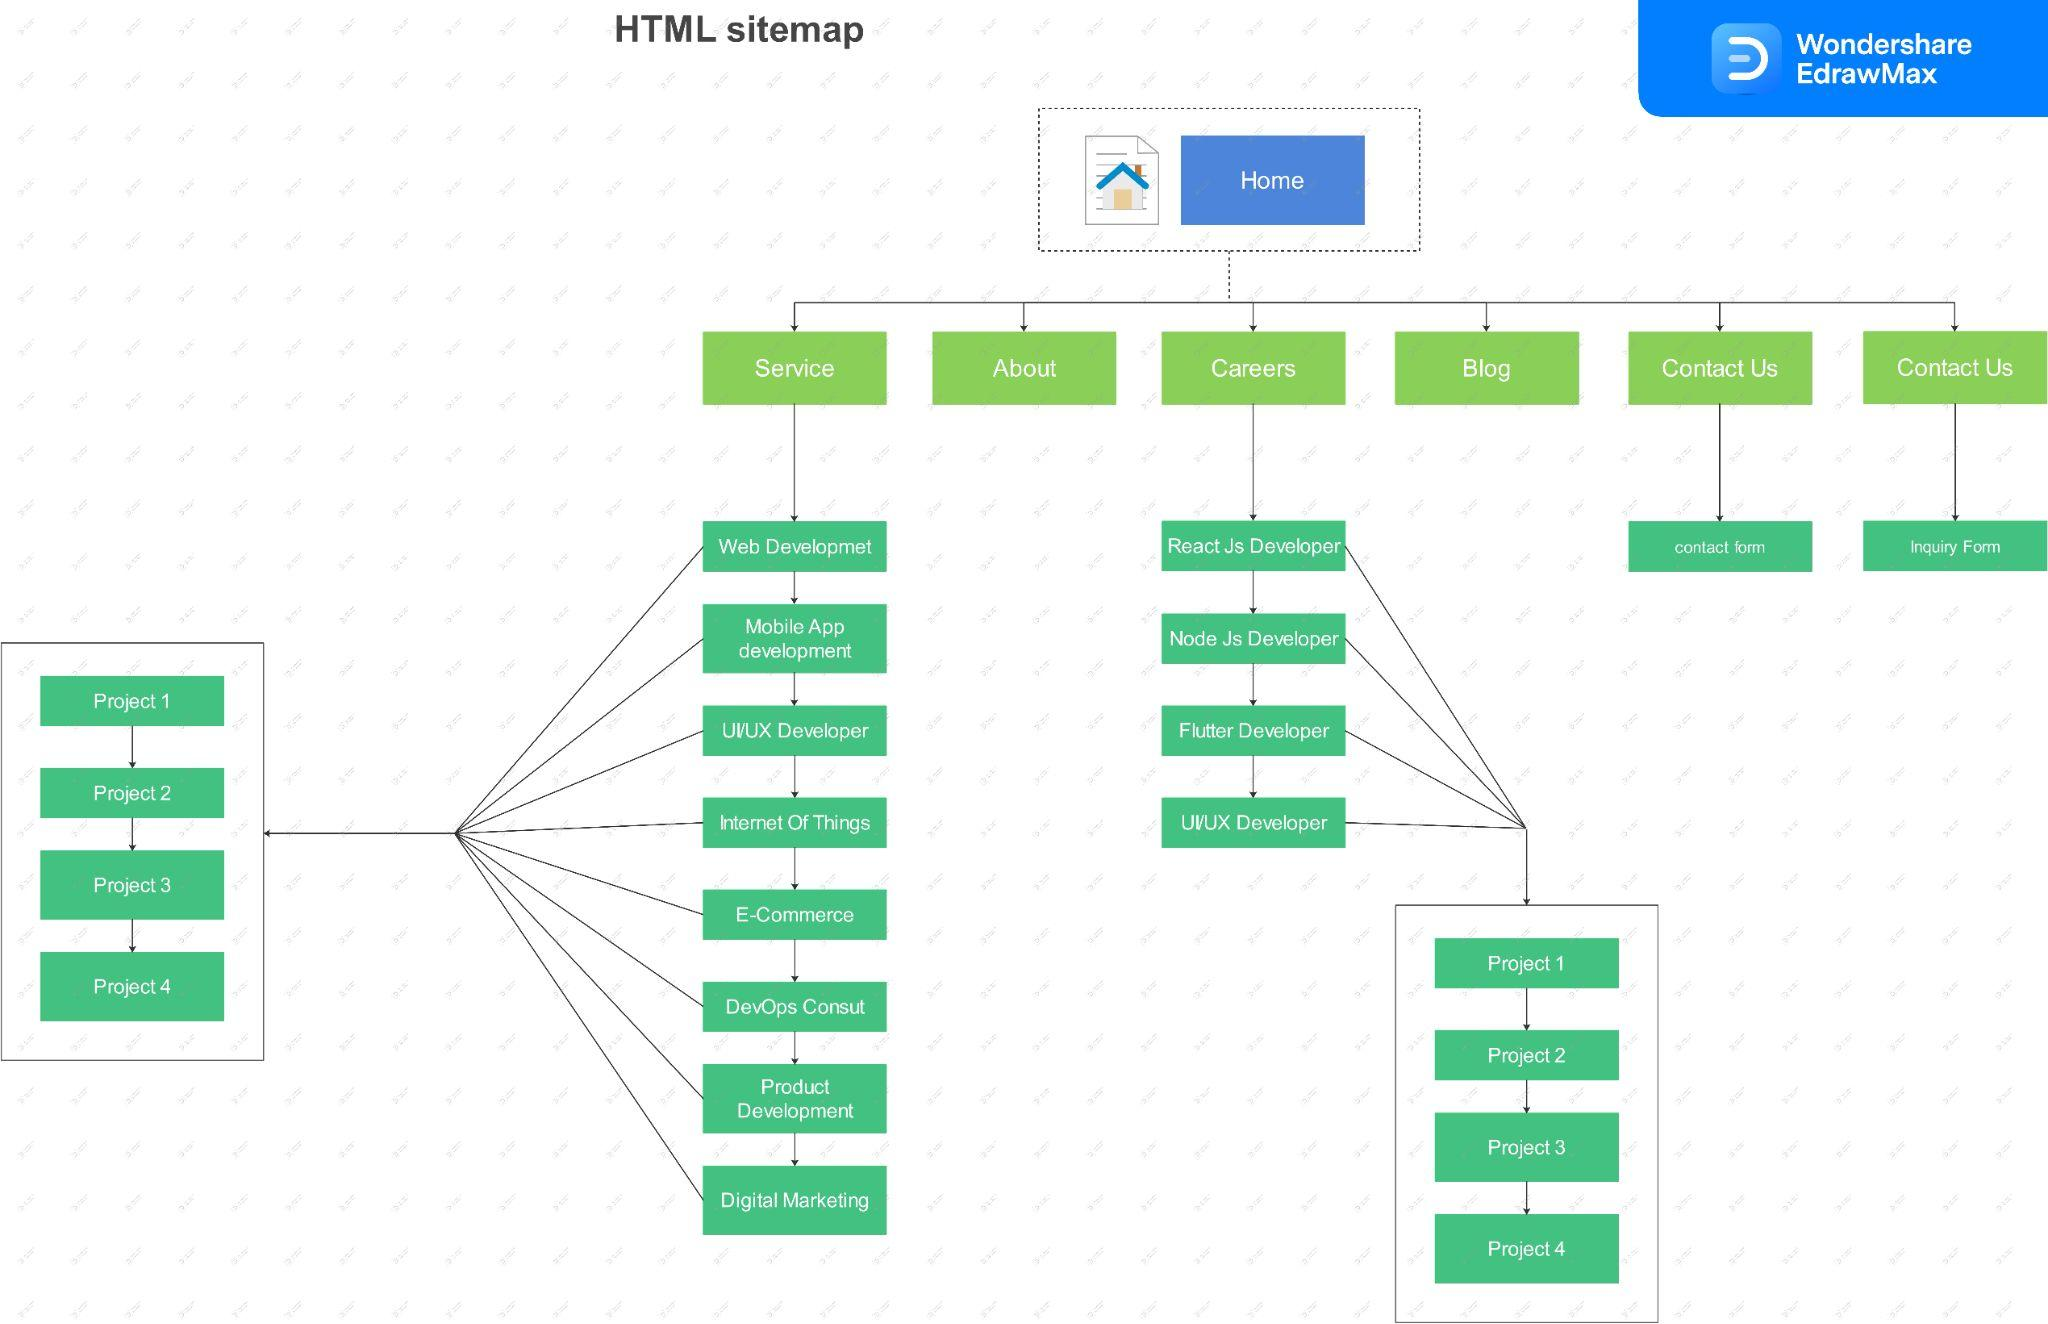 HTML sitemap
Wondershare
EdrawMax
Home
Service
About
Careers
Blog
Contact Us
Contact Us
Web Developmet
Mobile App
development
UI/UX Developer
Internet Of Things
E-Commerce
DevOps Consut
Product
Development
Digital Marketing
Project 1
Project 2
Project 3
Project 4
React Js Developer
Node Js Developer
Flutter Developer
UI/UX Developer
Project 1
Project 2
Project 3
Project 4
contact form
Inquiry Form